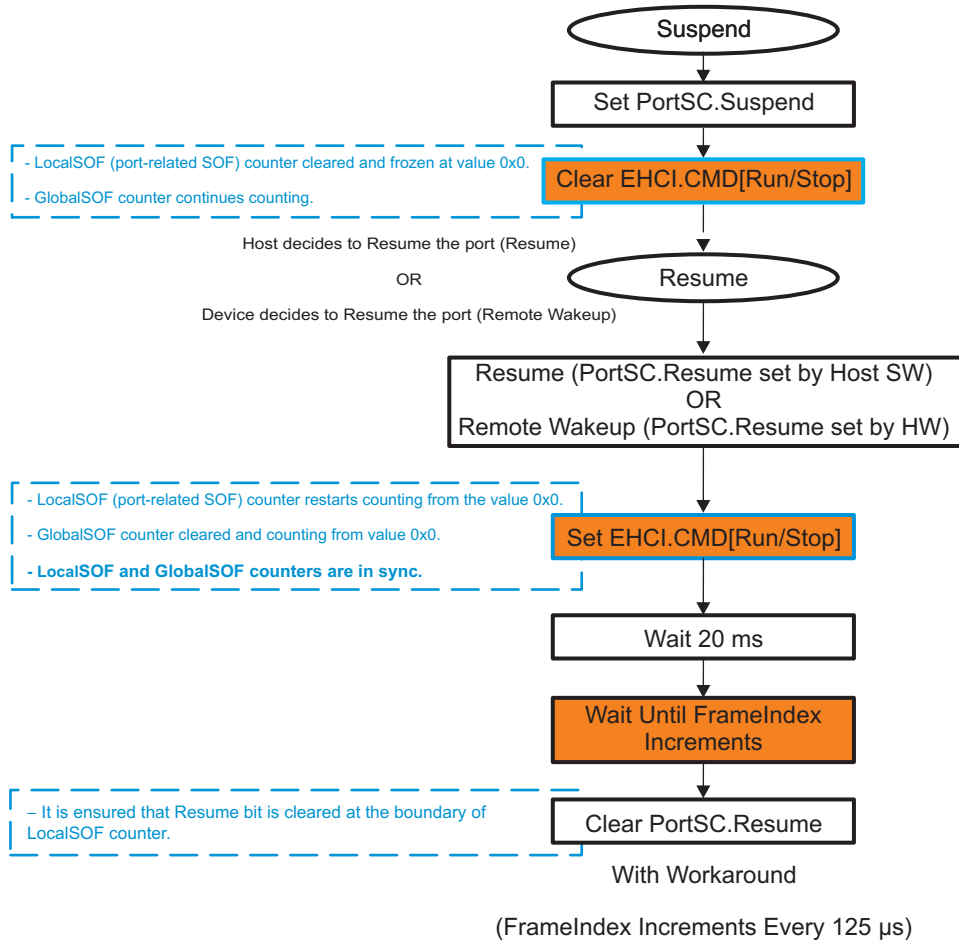 Suspend
Set PortSC.Suspend
- LocalSOF (port-related SOF) counter cleared and frozen at value 0x0.
- GlobalSOF counter continues counting.
Clear EHCI.CMD[Run/Stop]
Host decides to Resume the port (Resume)
OR
Device decides to Resume the port (Remote Wakeup)
Resume
Resume (PortSC.Resume set by Host SW)
OR
Remote Wakeup (PortSC.Resume set by HW)
- LocalSOF (port-related SOF) counter restarts counting from the value 0x0.
- GlobalSOF counter cleared and counting from value 0x0.
- LocalSOF and GlobalSOF counters are in sync.
Set EHCI.CMD[Run/Stop]
Wait 20 ms
Wait Until FrameIndex
Increments
– It is ensured that Resume bit is cleared at the boundary of
LocalSOF counter.
Clear PortSC.Resume
With Workaround
(FrameIndex Increments Every 125 µs)